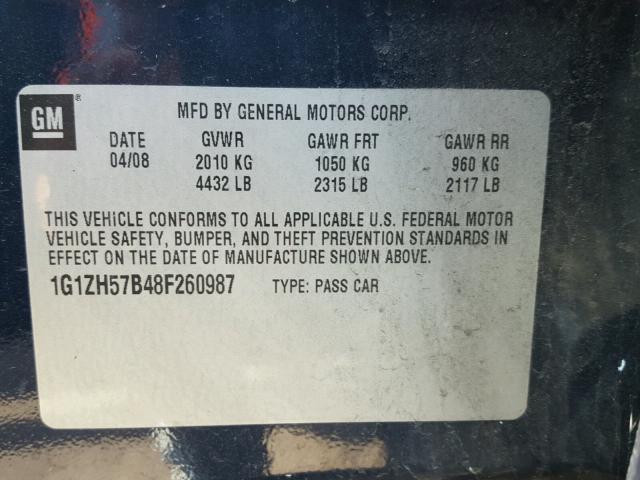 GM ®
MFD BY GENERAL MOTORS CORP.
DATE GVWR GAWR FRT GAWR RR
04/08 2010 KG 1050 KG 960 KG
4432 LB 2315 LB 2117 LB
THIS VEHICLE CONFORMS TO ALL APPLICABLE U.S. FEDERAL MOTOR
VEHICLE SAFETY, BUMPER, AND THEFT PREVENTION STANDARDS IN
EFFECT ON THE DATE OF MANUFACTURE SHOWN ABOVE.
1G1ZH57B48F260987 TYPE: PASS CAR